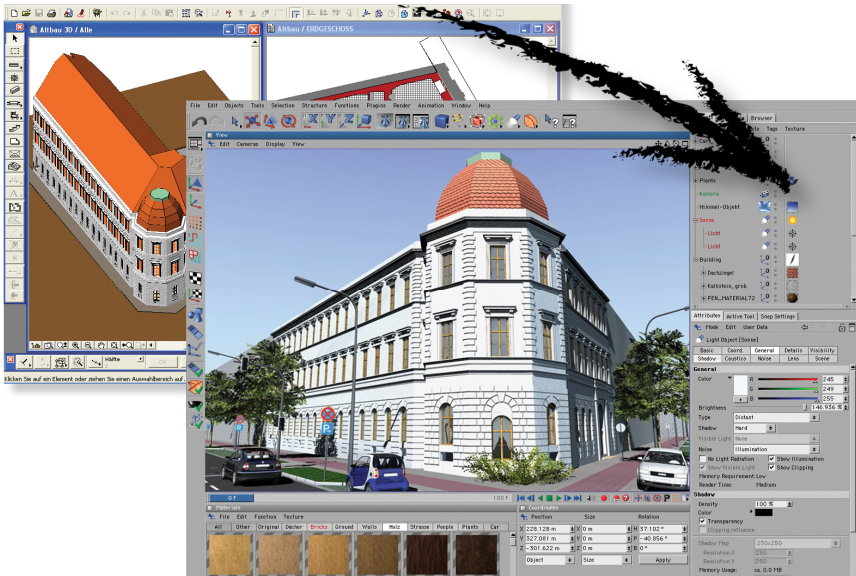 Altbau 3D / Alle
Altbau / ERDGESCHOSS
Hälfte
OK
Klicken Sie auf ein Element oder ziehen Sie einen Auswahlbereich auf.
File Edit Objects Tools Selection Structure Functions Plugins Render Animation Window Help
View
Edit Cameras Display View
0 F
100 F
Materials
File Edit Function Texture
All Other Original Dächer Bricks Ground Walls Holz Strasse People Plants Car
Coordinates
Position Size Rotation
X 228.128 m X 0 m H 37.102 °
Y 327.081 m Y 0 m P -40.856 °
Z -301.622 m Z 0 m B 0 °
Object Size Apply
Browser
Tags Texture
Plants
Kamera
Himmel-Objekt
Sonne
Licht
Licht
Building
Dachziegel
Kalkstein, grob
PEN_MATERIAL72
Attributes Active Tool Snap Settings
Mode Edit User Data
Light Object [Sonne]
Basic Coord. General Details Visibility
Shadow Caustics Noise Lens Scene
General
Color R 245
G 249
B 255
Brightness 146.936 %
Type Distant
Shadow Hard
Visible Light None
Noise Illumination
No Light Radiation Show Illumination
Show Visible Light Show Clipping
Memory Requirement: Low
Render Time: Medium
Shadow
Density 100 %
Color
Transparency
Clipping Influence
Shadow Map 250x250
Resolution X 250
Resolution Y 250
Memory Usage: ca. 0.0 MB